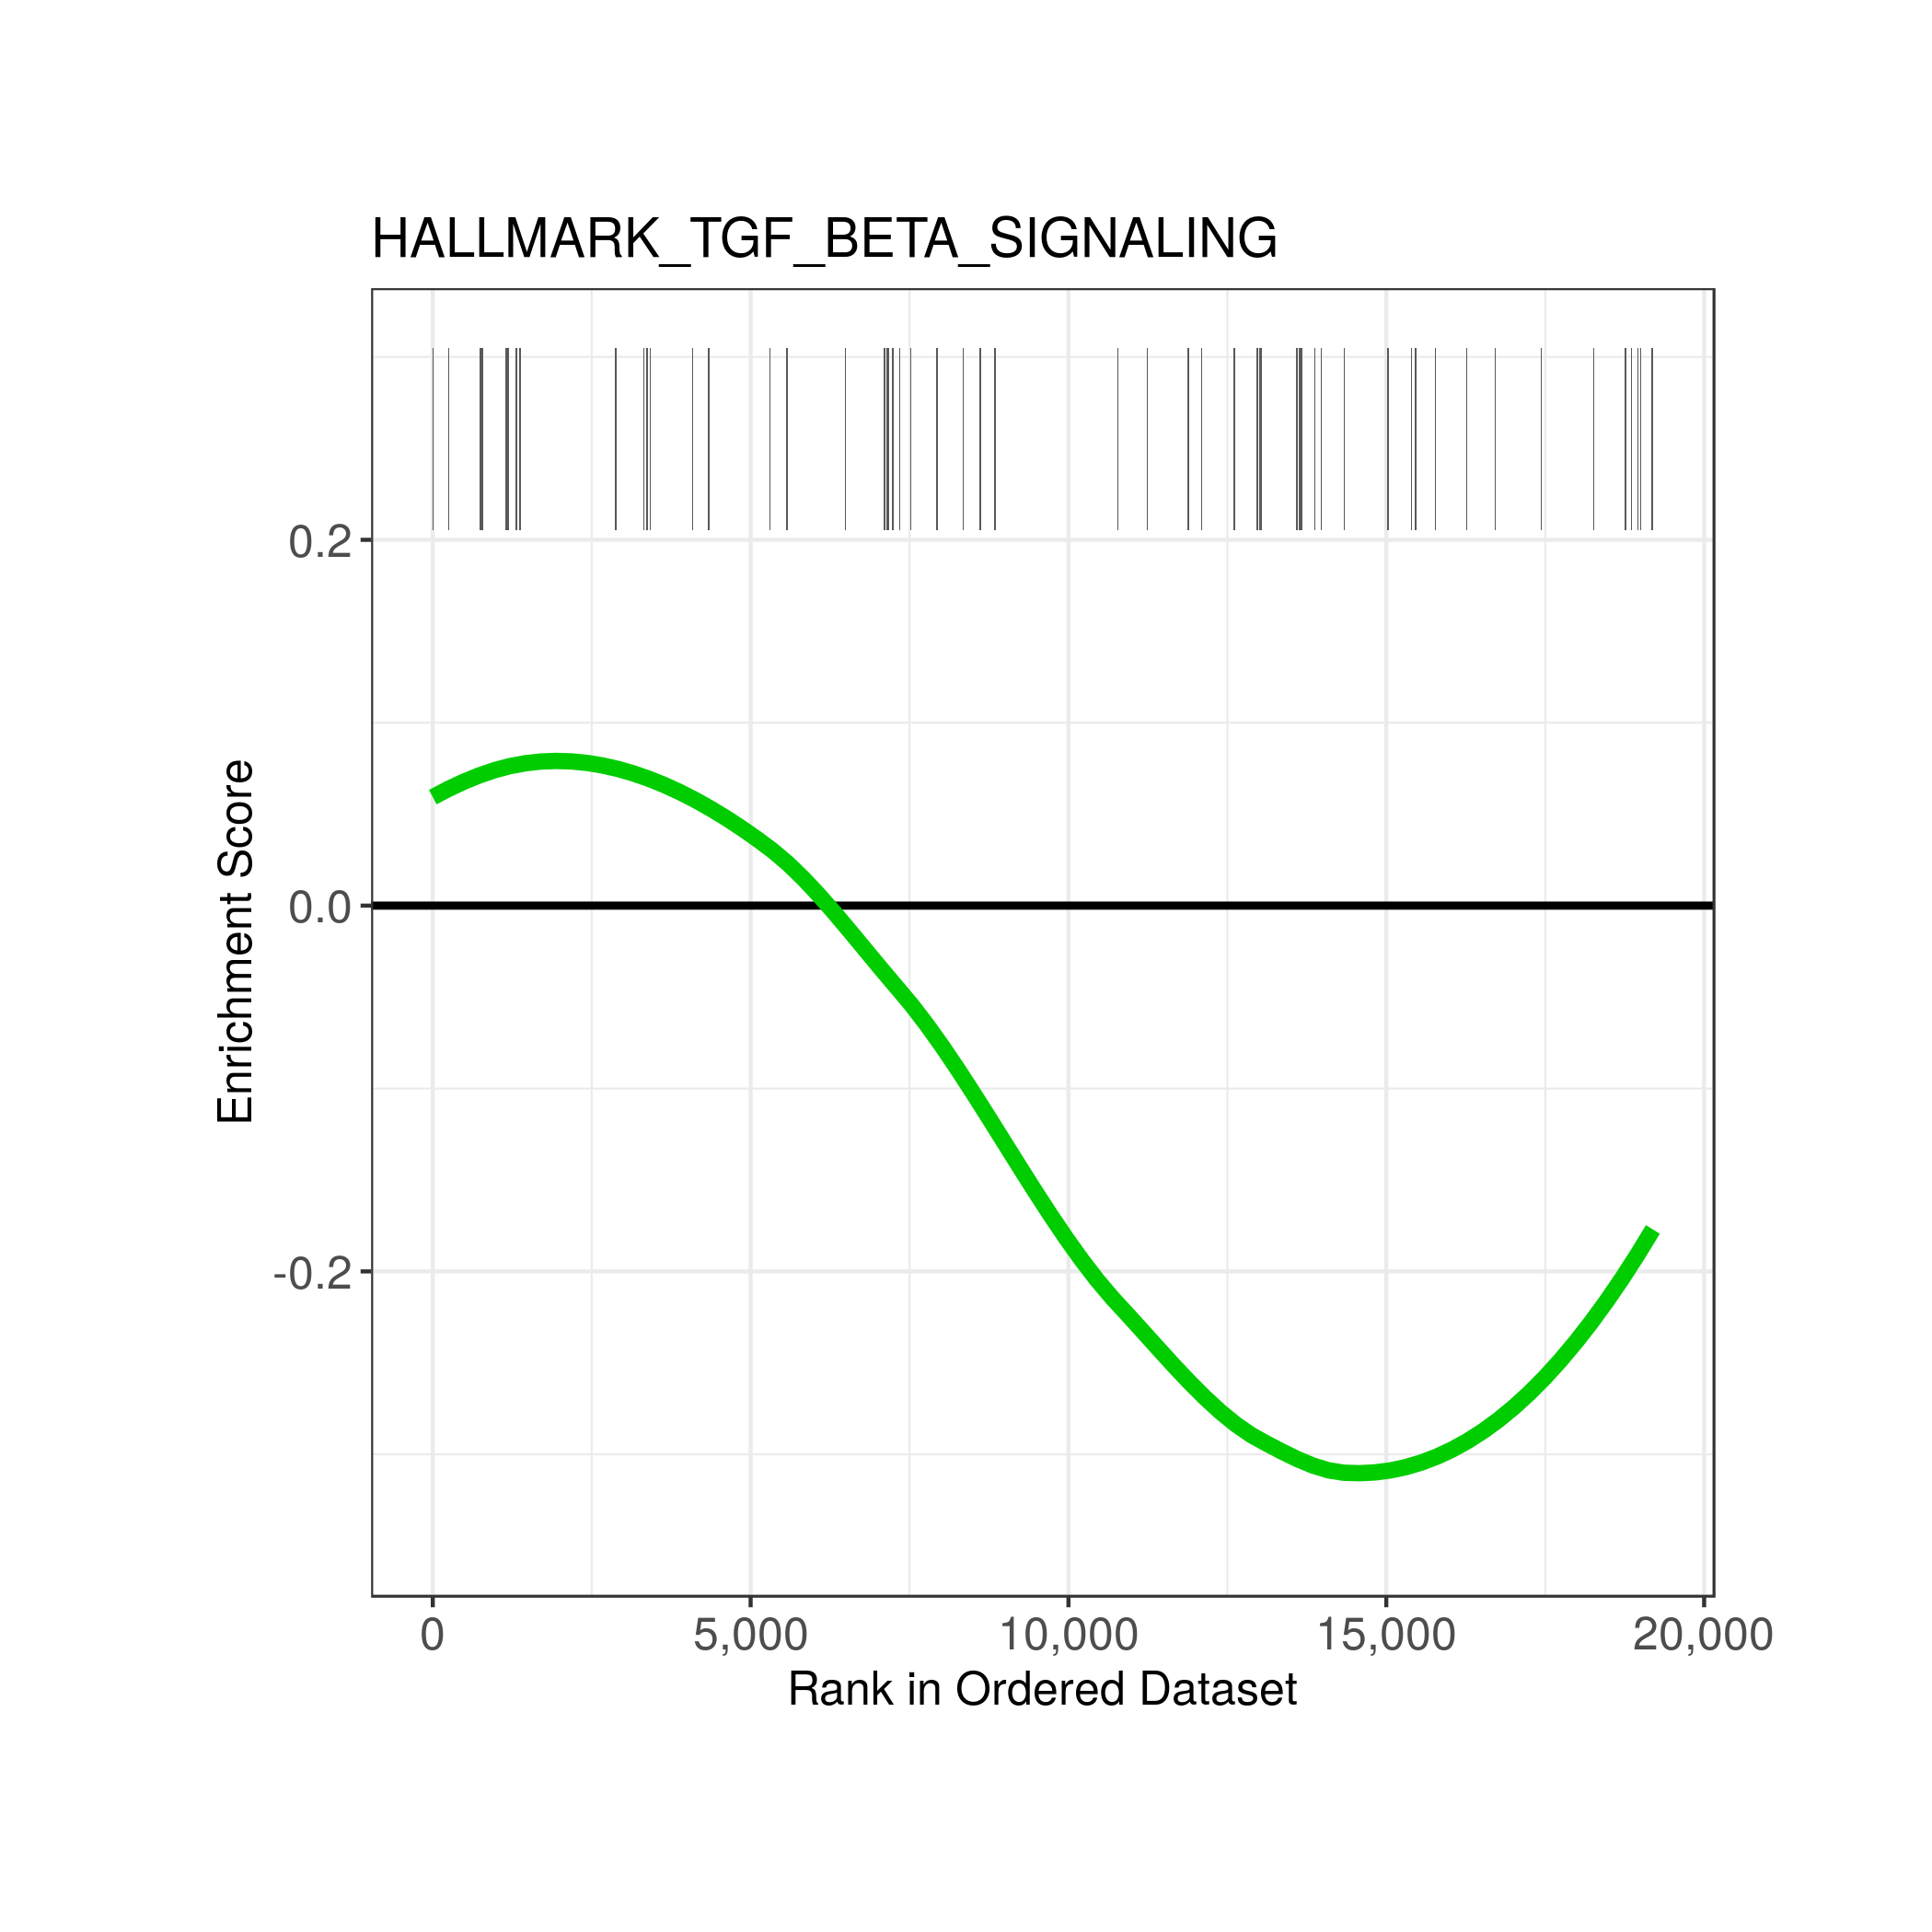 HALLMARK_TGF_BETA_SIGNALING
Enrichment Score
0.2
0.0
-0.2
0
5,000
10,000
15,000
20,000
Rank in Ordered Dataset